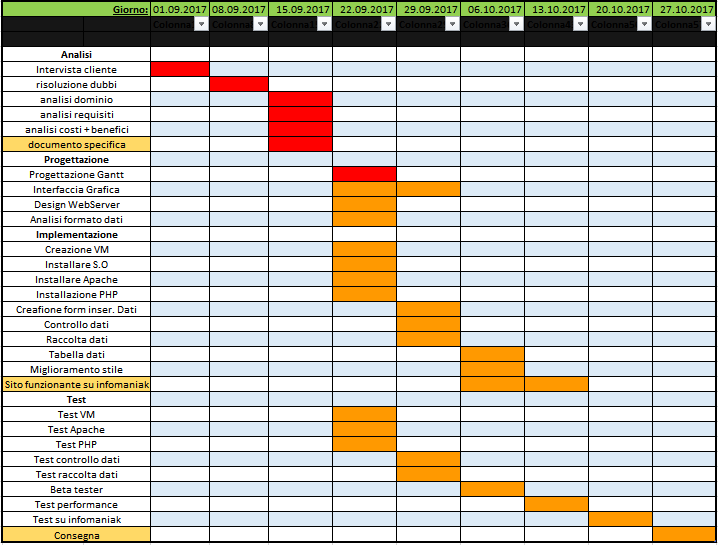 Giorno: 01.09.2017 08.09.2017 15.09.2017 22.09.2017 29.09.2017 06.10.2017 13.10.2017 20.10.2017 27.10.2017
Colonna Colonna Colonna1 Colonna2 Colonna2 Colonna3 Colonna4 Colonna5 Colonna5
Analisi
Intervista cliente
risoluzione dubbi
analisi dominio
analisi requisiti
analisi costi + benefici
documento specifica
Progettazione
Progettazione Gantt
Interfaccia Grafica
Design WebServer
Analisi formato dati
Implementazione
Creazione VM
Installare S.O
Installare Apache
Installazione PHP
Creafione form inser. Dati
Controllo dati
Raccolta dati
Tabella dati
Miglioramento stile
Sito funzionante su infomaniak
Test
Test VM
Test Apache
Test PHP
Test controllo dati
Test raccolta dati
Beta tester
Test performance
Test su infomaniak
Consegna